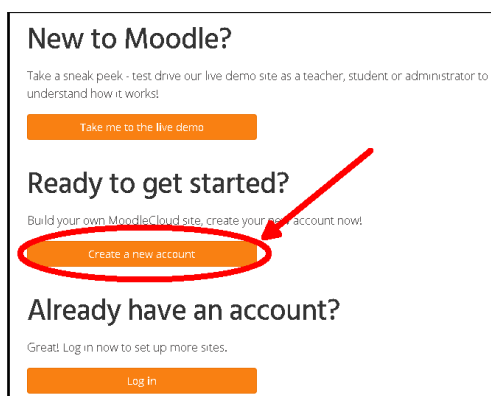 New to Moodle?
Take a sneak peek - test drive our live demo site as a teacher, student or administrator to
understand how it works!
Take me to the live demo
Ready to get started?
Build your own MoodleCloud site, create your new account now!
Create a new account
Already have an account?
Great! Log in now to set up more sites.
Log in